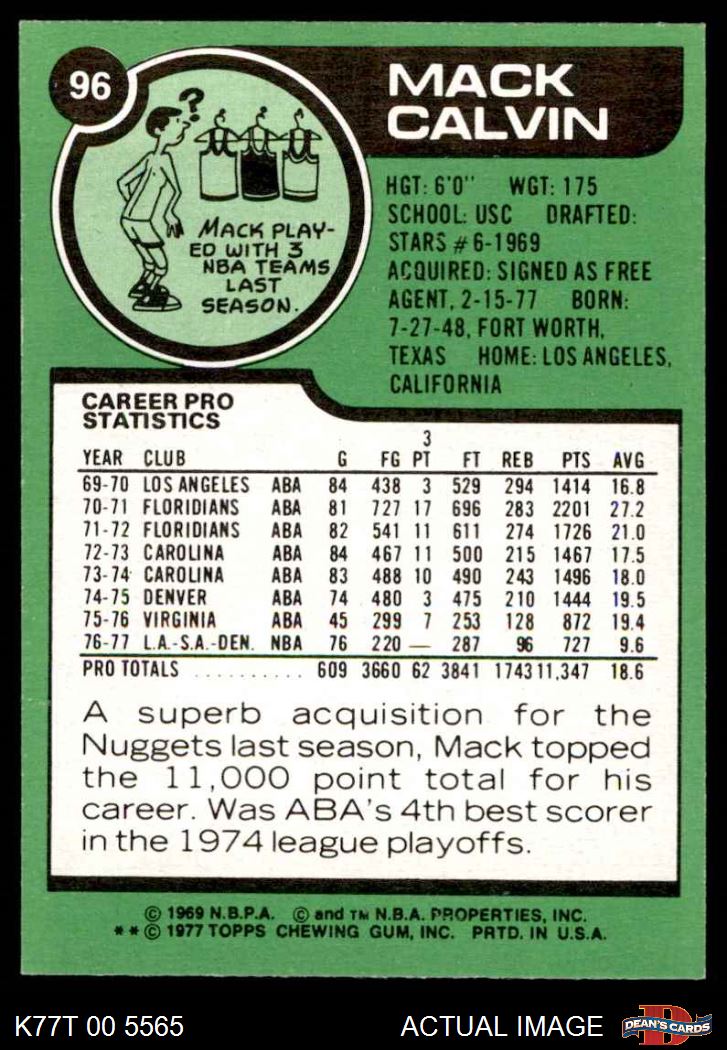 96
MACK
CALVIN
?
MACK PLAY-
ED WITH 3
NBA TEAMS
LAST
SEASON.
HGT: 6'0" WGT: 175
SCHOOL: USC DRAFTED:
STARS #6-1969
ACQUIRED: SIGNED AS FREE
AGENT, 2-15-77 BORN:
7-27-48, FORT WORTH,
TEXAS HOME: LOS ANGELES,
CALIFORNIA
CAREER PRO
STATISTICS
YEAR CLUB G FG 3 PT FT REB PTS AVG
69-70 LOS ANGELES ABA 84 438 3 529 294 1414 16.8
70-71 FLORIDIANS ABA 81 727 17 696 283 2201 27.2
71-72 FLORIDIANS ABA 82 541 11 611 274 1726 21.0
72-73 CAROLINA ABA 84 467 11 500 215 1467 17.5
73-74 CAROLINA ABA 83 488 10 490 243 1496 18.0
74-75 DENVER ABA 74 480 3 475 210 1444 19.5
75-76 VIRGINIA ABA 45 299 7 253 128 872 19.4
76-77 L.A.-S.A.-DEN. NBA 76 220 — 287 96 727 9.6
PRO TOTALS .......... 609 3660 62 3841 1743 11,347 18.6
A superb acquisition for the
Nuggets last season, Mack topped
the 11,000 point total for his
career. Was ABA's 4th best scorer
in the 1974 league playoffs.
© 1969 N.B.P.A. © and TM N.B.A. PROPERTIES, INC.
**© 1977 TOPPS CHEWING GUM, INC. PRTD. IN U.S.A.
K77T 00 5565 ACTUAL IMAGE
D
DEAN'S CARDS